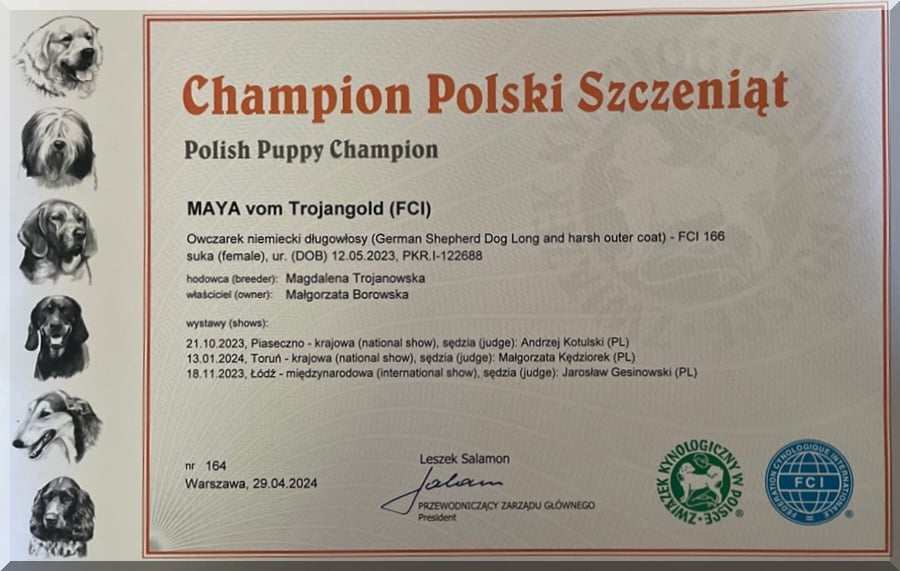 Champion Polski Szczeniąt
Polish Puppy Champion
MAYA vom Trojangold (FCI)
Owczarek niemiecki długowłosy (German Shepherd Dog Long and harsh outer coat) - FCI 166
suka (female), ur. (DOB) 12.05.2023, PKR.I-122688
hodowca (breeder): Magdalena Trojanowska
właściciel (owner): Małgorzata Borowska
wystawy (shows):
21.10.2023, Piaseczno - krajowa (national show), sędzia (judge): Andrzej Kotulski (PL)
13.01.2024, Toruń - krajowa (national show), sędzia (judge): Małgorzata Kędziorek (PL)
18.11.2023, Łódź - międzynarodowa (international show), sędzia (judge): Jarosław Gesinowski (PL)
nr 164
Warszawa, 29.04.2024
Leszek Salamon
PRZEWODNICZĄCY ZARZĄDU GŁÓWNEGO
President
ZWIĄZEK KYNOLOGICZNY W POLSCE
®
FEDERATION CYNOLOGIQUE INTERNATIONALE
FCI
®